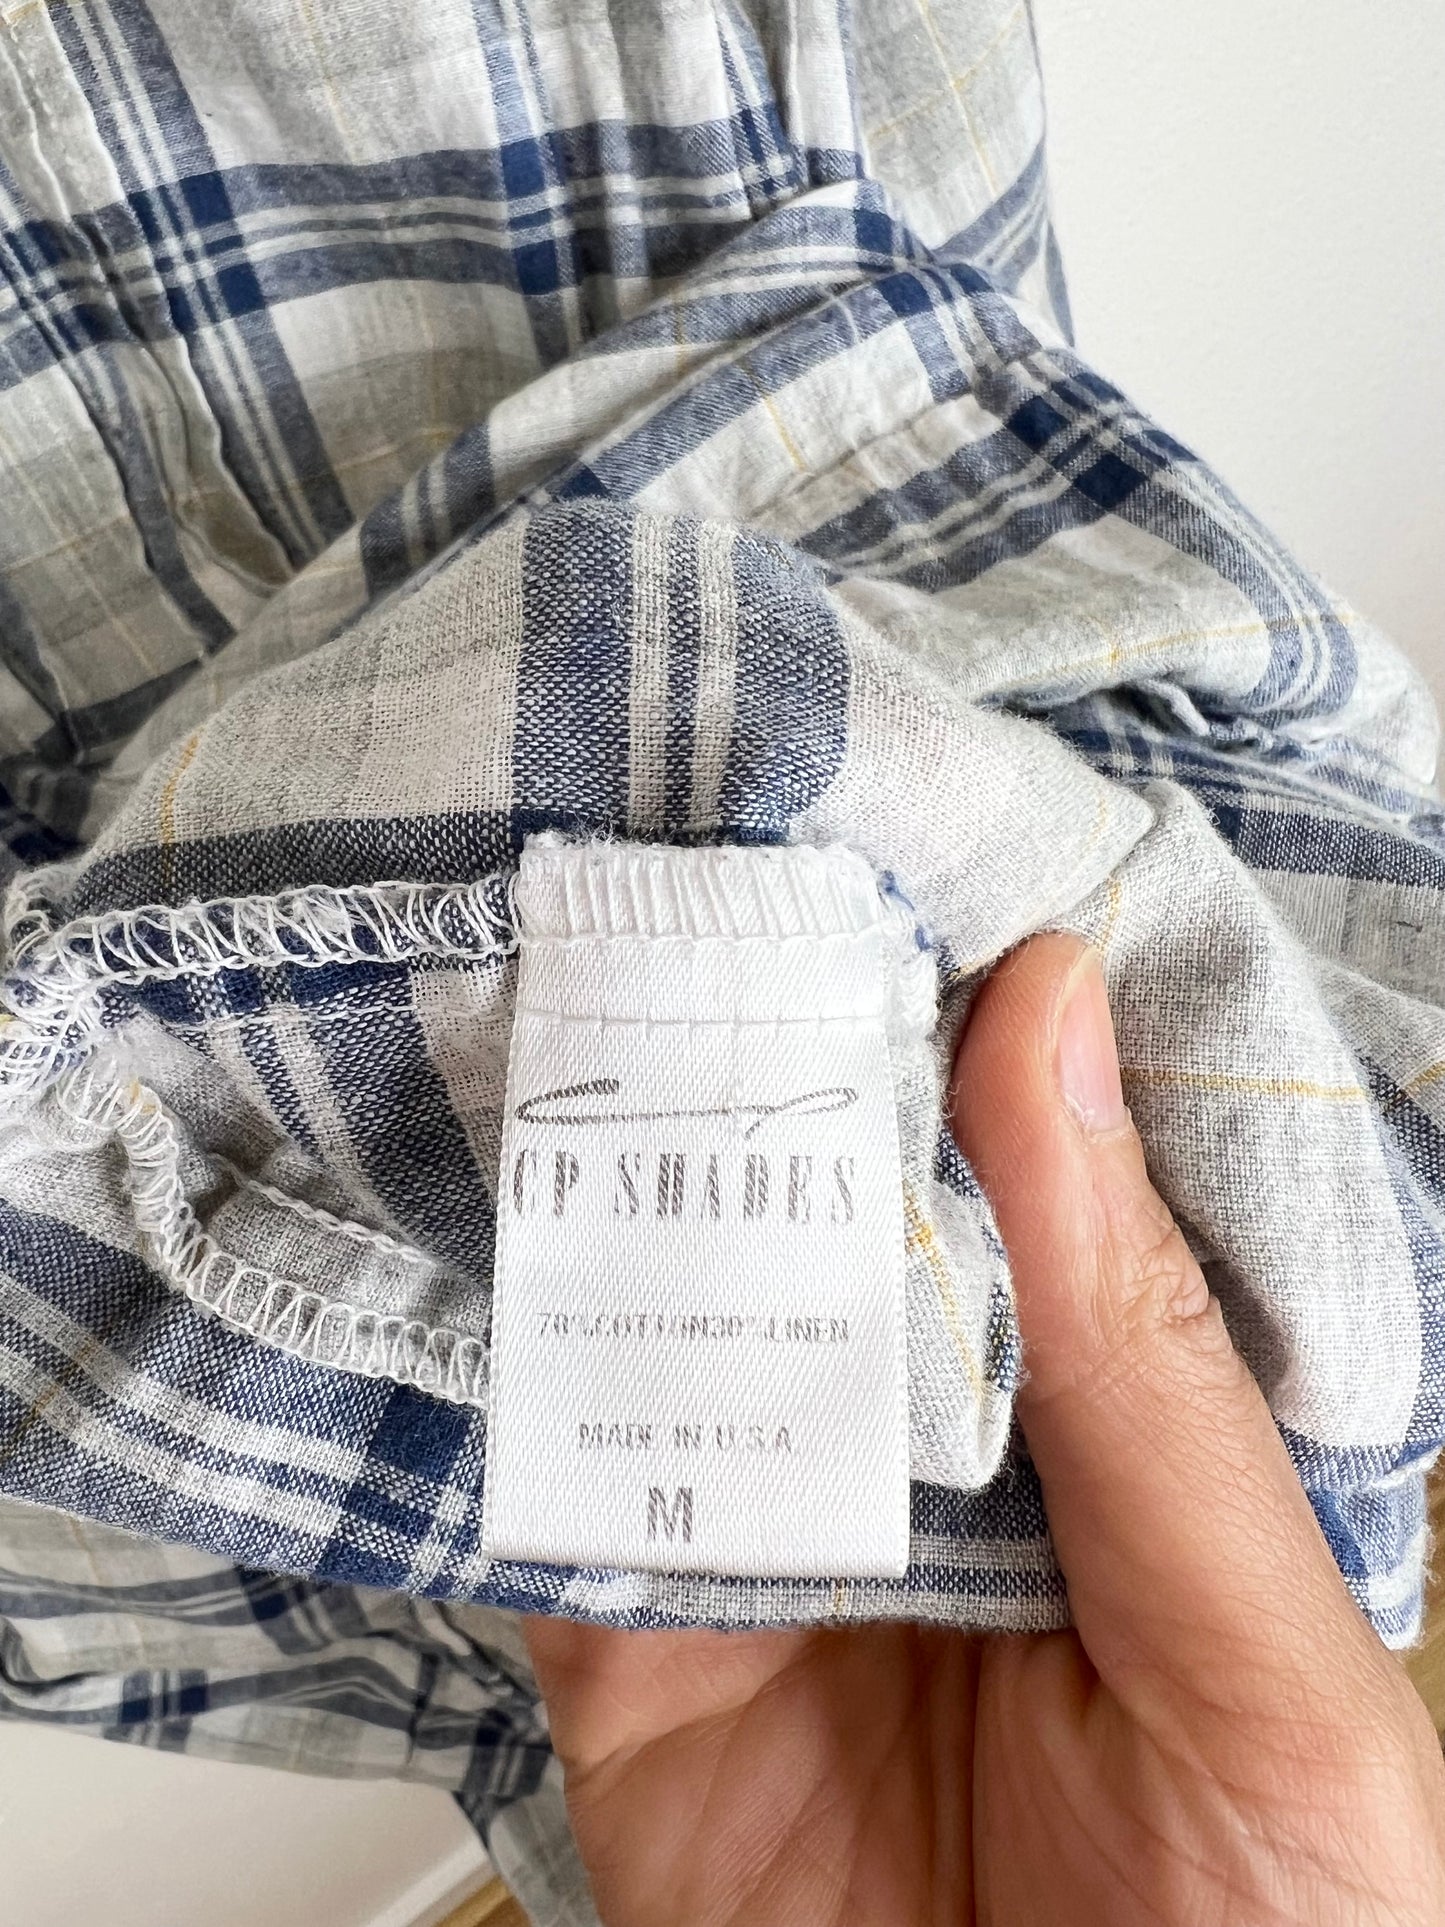 CP SHADES
70%COTTON30%LINEN
MADE IN U.S.A
M